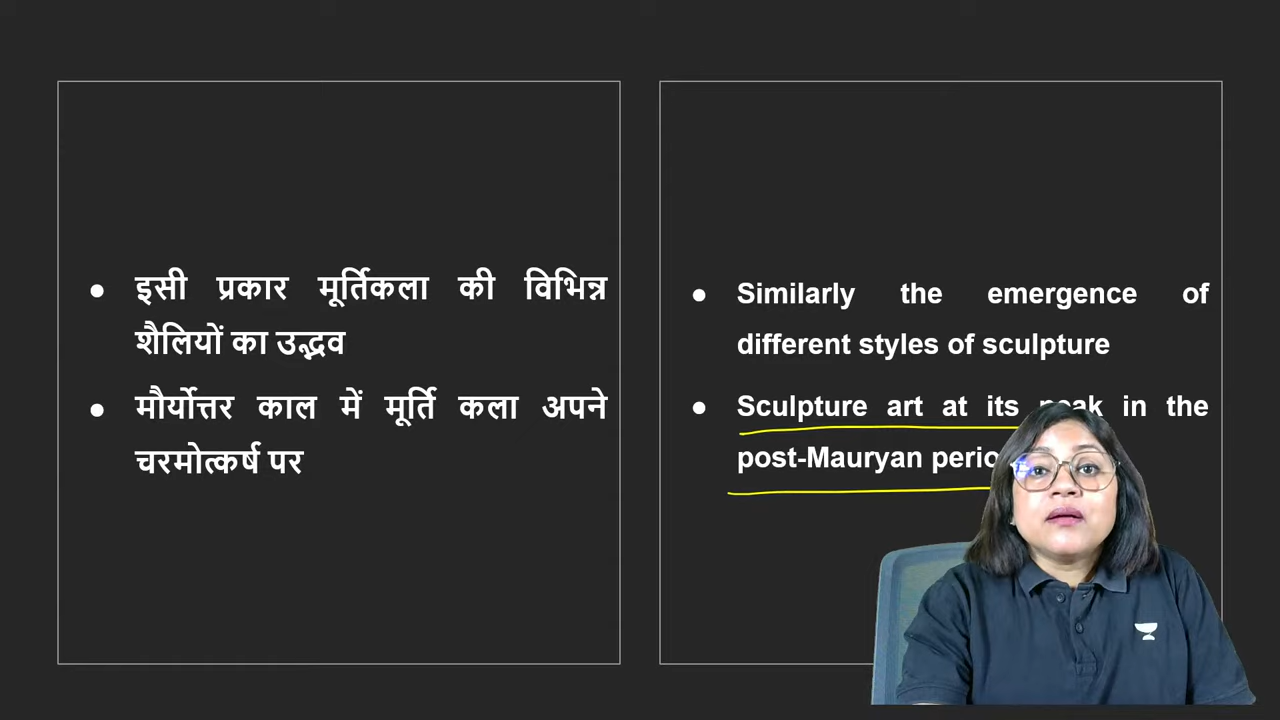 इसी प्रकार मूर्तिकला की विभिन्न
शैलियों का उद्भव
मौर्योत्तर काल में मूर्ति कला अपने
चरमोत्कर्ष पर
Similarly the emergence of
different styles of sculpture
Sculpture art at its peak in the
post-Mauryan